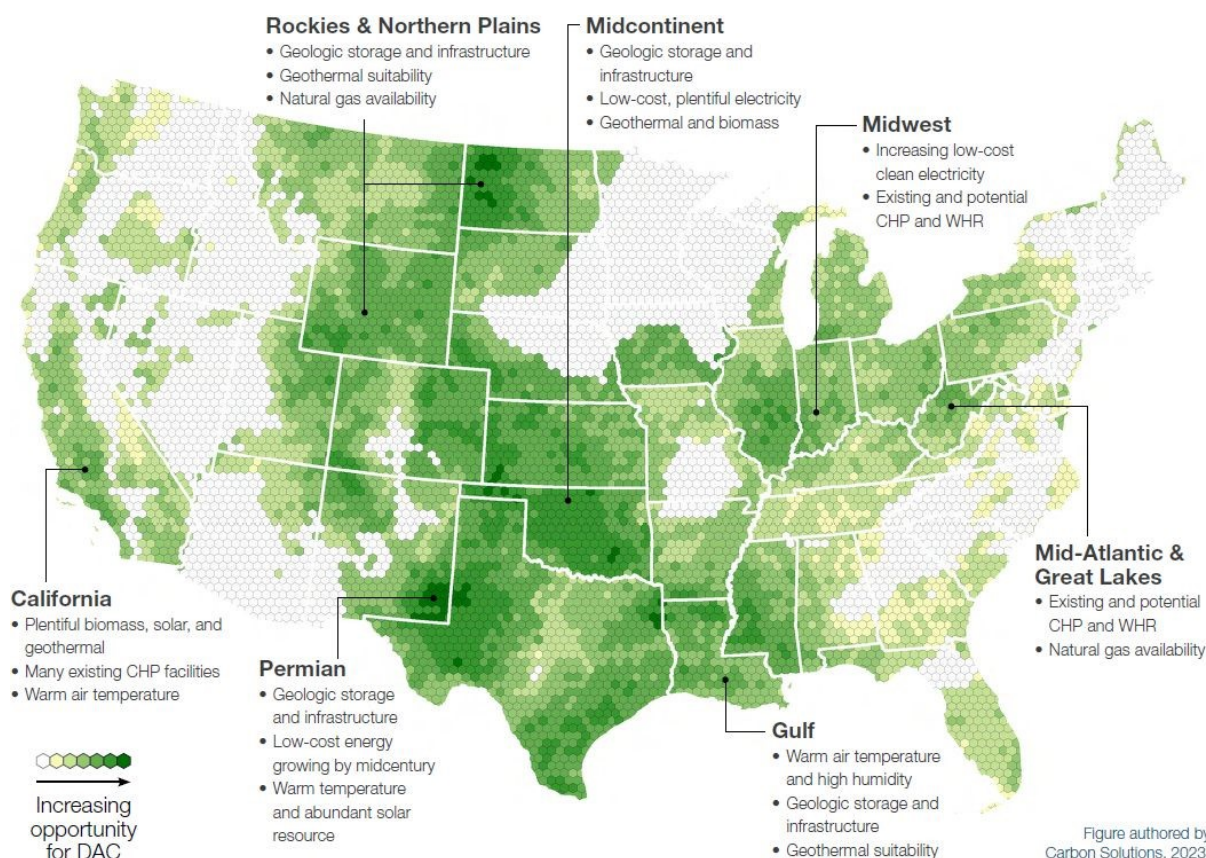 Rockies & Northern Plains
• Geologic storage and infrastructure
• Geothermal suitability
• Natural gas availability
Midcontinent
• Geologic storage and
infrastructure
• Low-cost, plentiful electricity
• Geothermal and biomass
Midwest
• Increasing low-cost
clean electricity
• Existing and potential
CHP and WHR
Mid-Atlantic &
Great Lakes
• Existing and potential
CHP and WHR
• Natural gas availability
California
• Plentiful biomass, solar, and
geothermal
• Many existing CHP facilities
• Warm air temperature
Permian
• Geologic storage
and infrastructure
• Low-cost energy
growing by midcentury
• Warm temperature
and abundant solar
resource
Gulf
• Warm air temperature
and high humidity
• Geologic storage and
infrastructure
• Geothermal suitability
Increasing
opportunity
for DAC
Figure authored by
Carbon Solutions, 2023